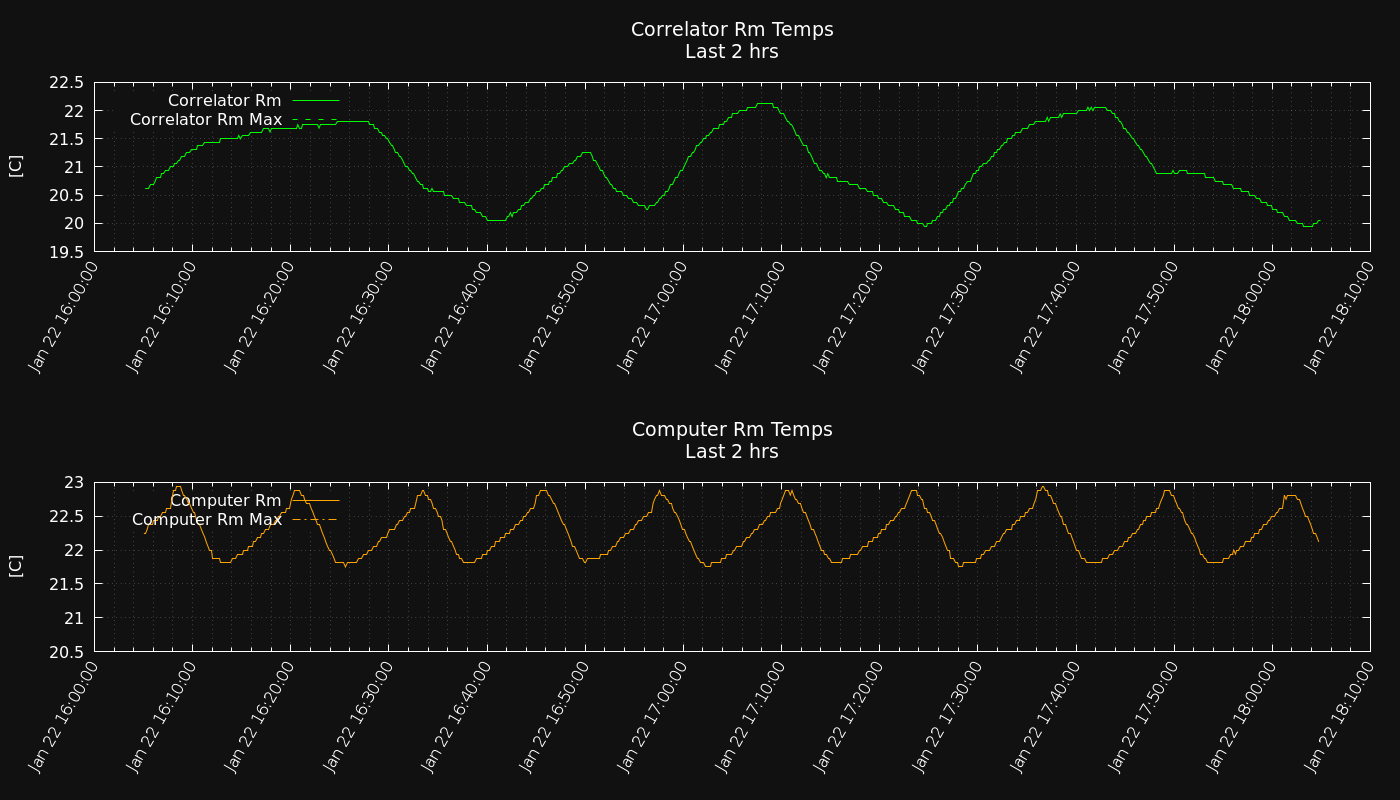 Correlator Rm Temps
Last 2 hrs
22.5
22
21.5
21
20.5
20
19.5
[C]
Correlator Rm
Correlator Rm Max
Jan 22 16:00:00
Jan 22 16:10:00
Jan 22 16:20:00
Jan 22 16:30:00
Jan 22 16:40:00
Jan 22 16:50:00
Jan 22 17:00:00
Jan 22 17:10:00
Jan 22 17:20:00
Jan 22 17:30:00
Jan 22 17:40:00
Jan 22 17:50:00
Jan 22 18:00:00
Jan 22 18:10:00
Computer Rm Temps
Last 2 hrs
23
22.5
22
21.5
21
20.5
[C]
Computer Rm
Computer Rm Max
Jan 22 16:00:00
Jan 22 16:10:00
Jan 22 16:20:00
Jan 22 16:30:00
Jan 22 16:40:00
Jan 22 16:50:00
Jan 22 17:00:00
Jan 22 17:10:00
Jan 22 17:20:00
Jan 22 17:30:00
Jan 22 17:40:00
Jan 22 17:50:00
Jan 22 18:00:00
Jan 22 18:10:00